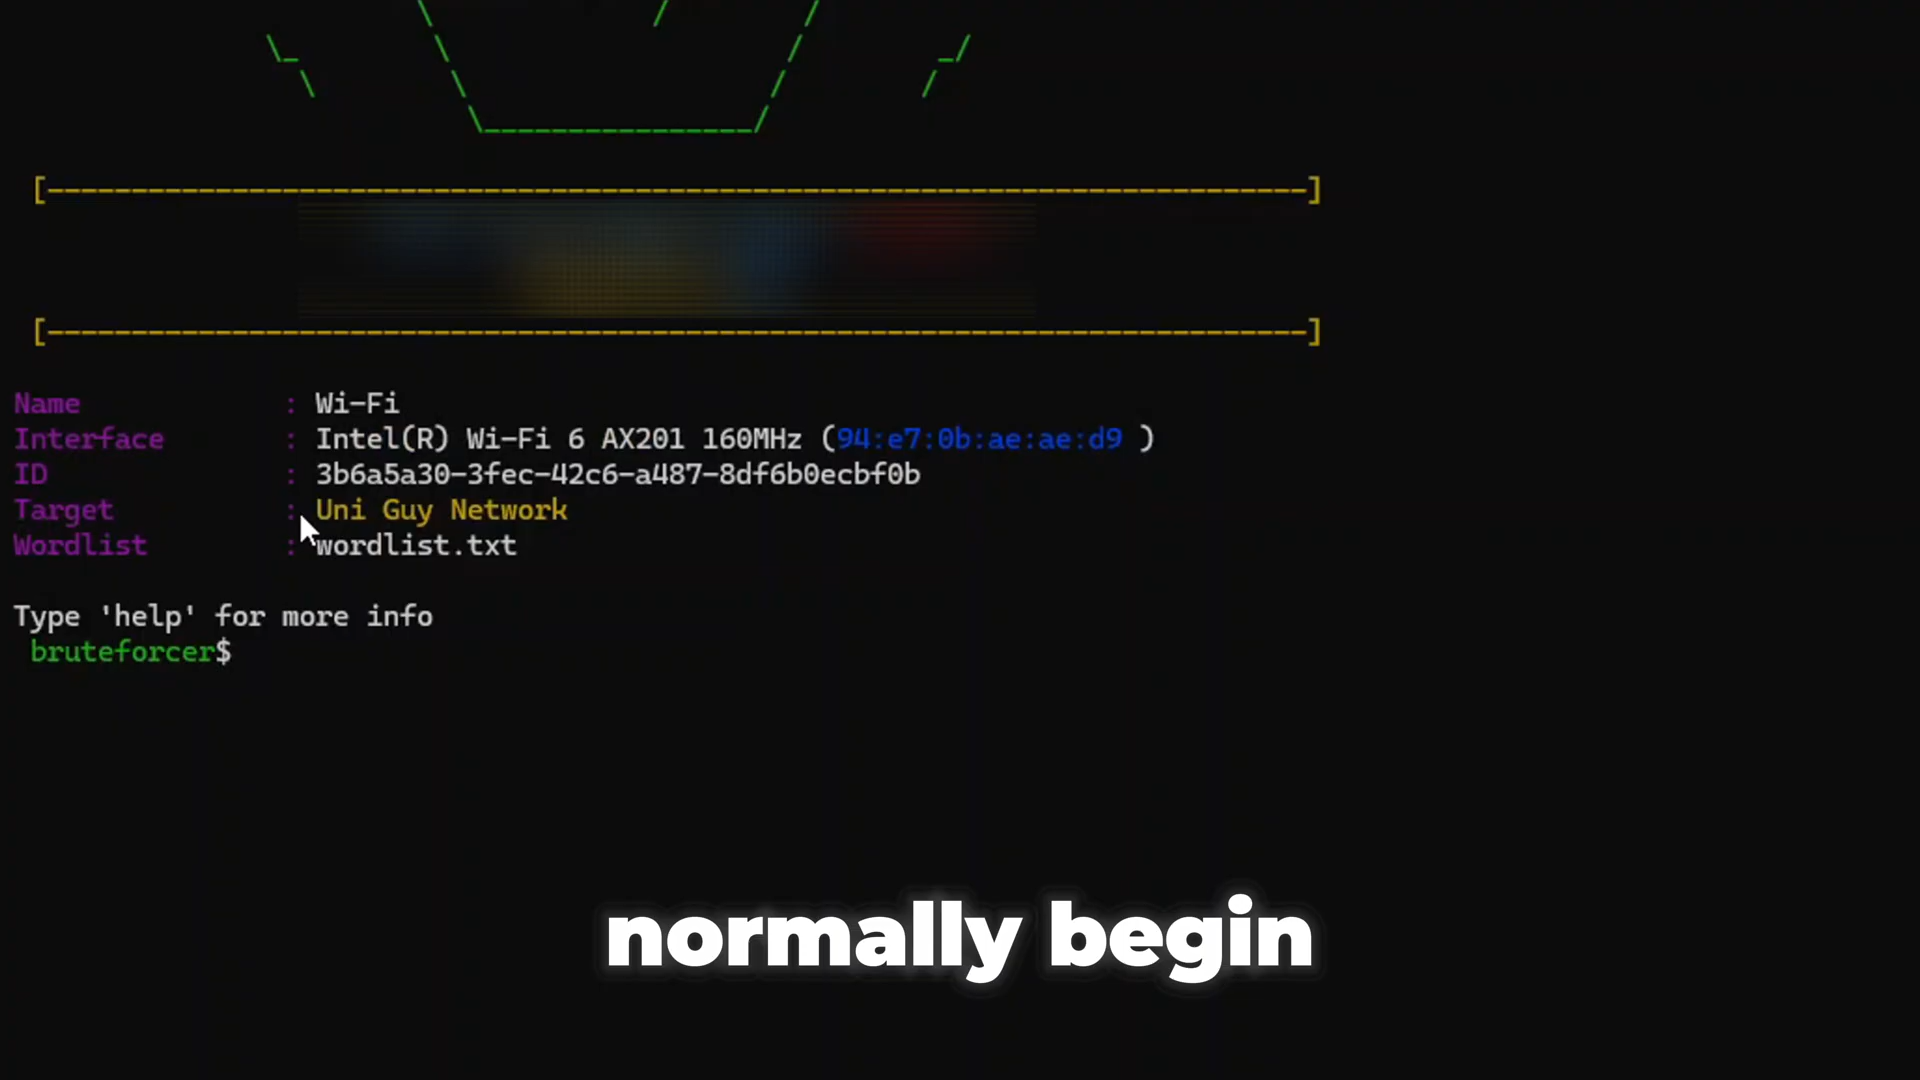 Name : Wi-Fi
Interface : Intel(R) Wi-Fi 6 AX201 160MHz (94:e7:0b:ae:ae:d9 )
ID : 3b6a5a30-3fec-42c6-a487-8df6b0ecbf0b
Target : Uni Guy Network
Wordlist : wordlist.txt
Type 'help' for more info
bruteforcer$
normally begin